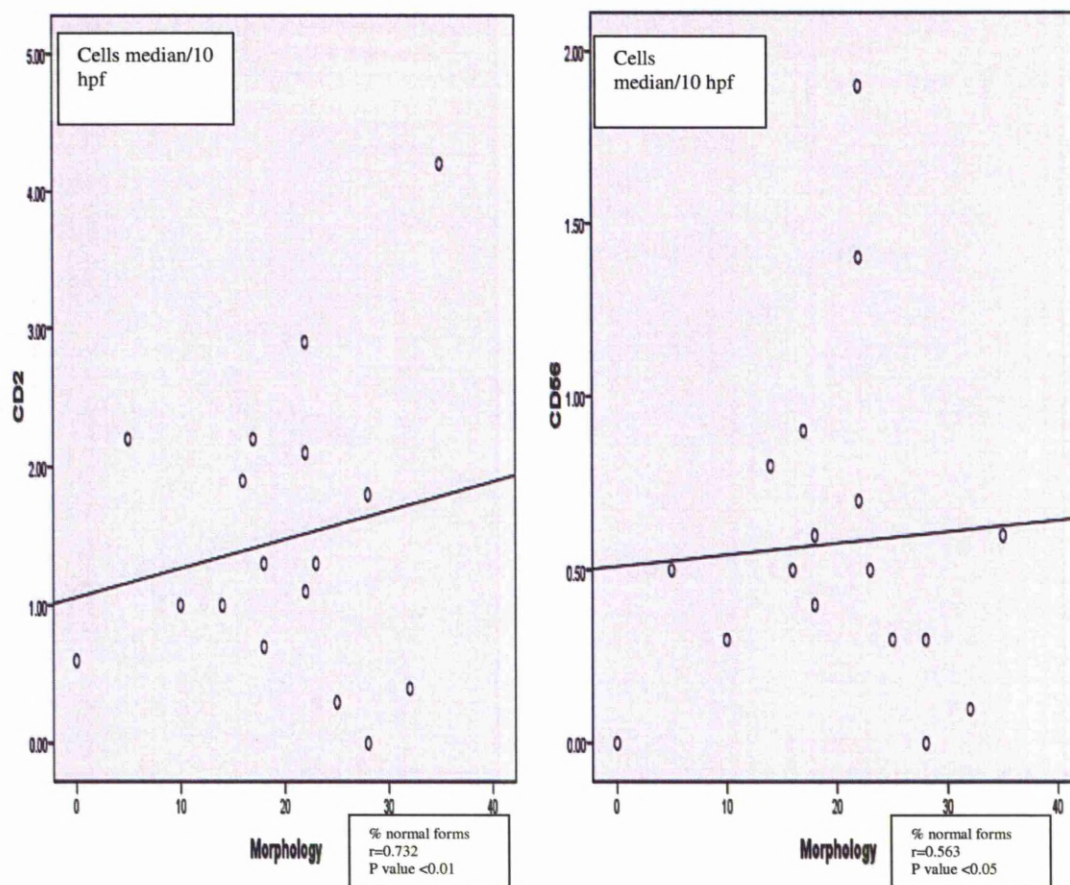 Cells median/10
hpf
5.00
4.00
3.00
2.00
1.00
0.00
CD2
0 10 20 30 40
Morphology
% normal forms
r=0.732
P value <0.01
Cells
median/10 hpf
2.00
1.50
1.00
0.50
0.00
CD56
0 10 20 30 40
Morphology
% normal forms
r=0.563
P value <0.05